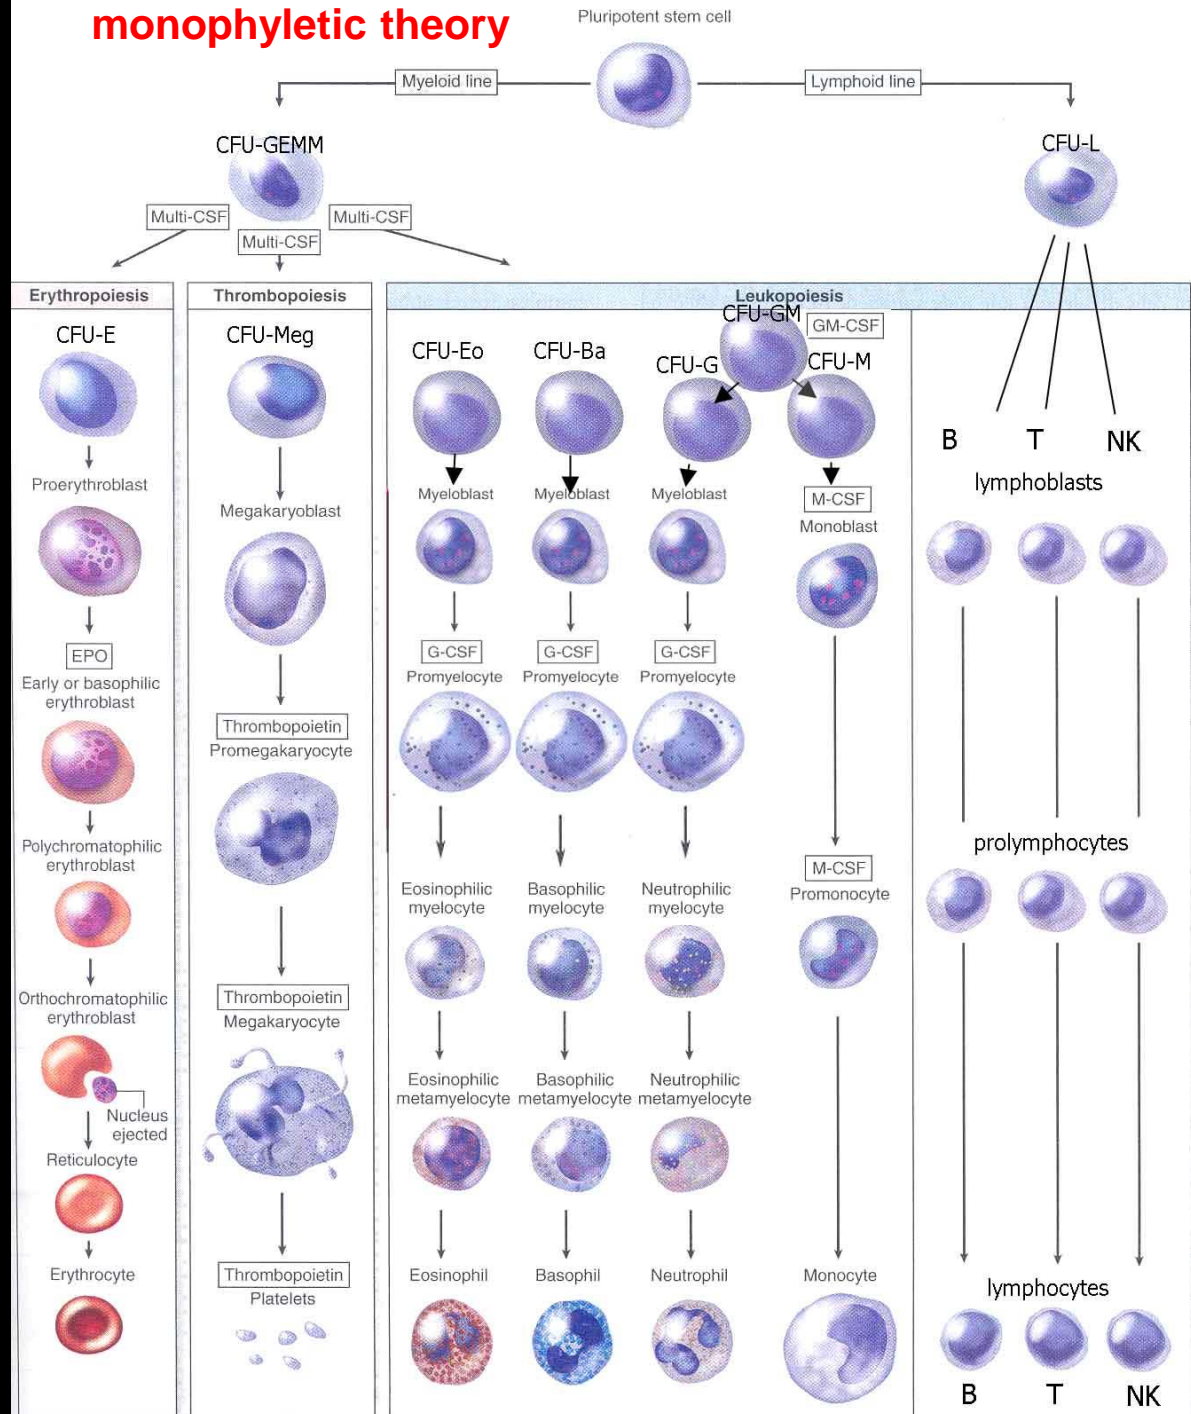 monophyletic theory
Pluripotent stem cell
Myeloid line
Lymphoid line
CFU-GEMM
CFU-L
Multi-CSF
Multi-CSF
Multi-CSF
Erythropoiesis
CFU-E
Proerythroblast
EPO
Early or basophilic
erythroblast
Polychromatophilic
erythroblast
Orthochromatophilic
erythroblast
Nucleus
ejected
Reticulocyte
Erythrocyte
Thrombopoiesis
CFU-Meg
Megakaryoblast
Thrombopoietin
Promegakaryocyte
Thrombopoietin
Megakaryocyte
Thrombopoietin
Platelets
Leukopoiesis
CFU-GM
GM-CSF
CFU-Eo
CFU-Ba
CFU-G
CFU-M
Myeloblast
Myeloblast
Myeloblast
M-CSF
Monoblast
G-CSF
G-CSF
G-CSF
Promyelocyte
Promyelocyte
Promyelocyte
M-CSF
Promonocyte
Eosinophilic
myelocyte
Basophilic
myelocyte
Neutrophilic
myelocyte
Eosinophilic
metamyelocyte
Basophilic
metamyelocyte
Neutrophilic
metamyelocyte
Eosinophil
Basophil
Neutrophil
Monocyte
B
T
NK
lymphoblasts
prolymphocytes
lymphocytes
B
T
NK